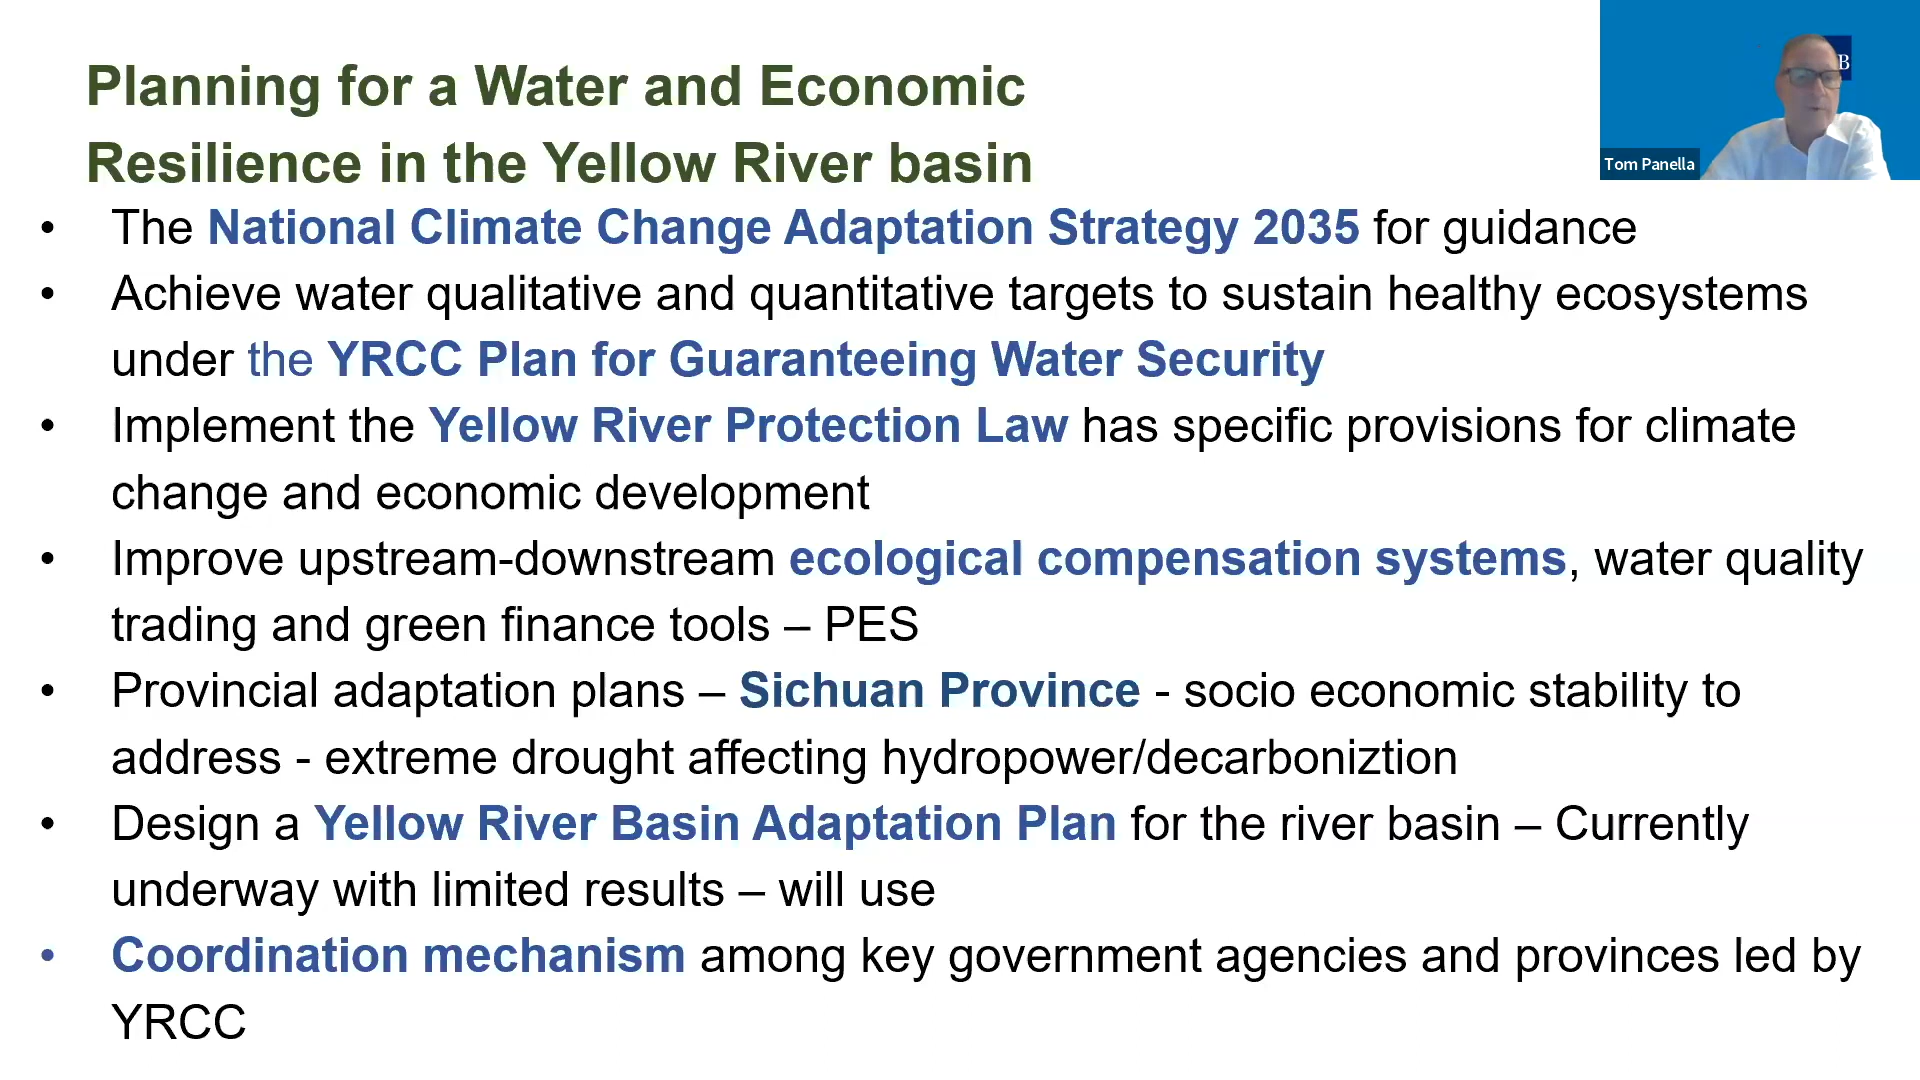 Planning for a Water and Economic
Resilience in the Yellow River basin
B
Tom Panella
• The National Climate Change Adaptation Strategy 2035 for guidance
• Achieve water qualitative and quantitative targets to sustain healthy ecosystems
under the YRCC Plan for Guaranteeing Water Security
• Implement the Yellow River Protection Law has specific provisions for climate
change and economic development
• Improve upstream-downstream ecological compensation systems, water quality
trading and green finance tools – PES
• Provincial adaptation plans – Sichuan Province - socio economic stability to
address - extreme drought affecting hydropower/decarboniztion
• Design a Yellow River Basin Adaptation Plan for the river basin – Currently
underway with limited results – will use
• Coordination mechanism among key government agencies and provinces led by
YRCC